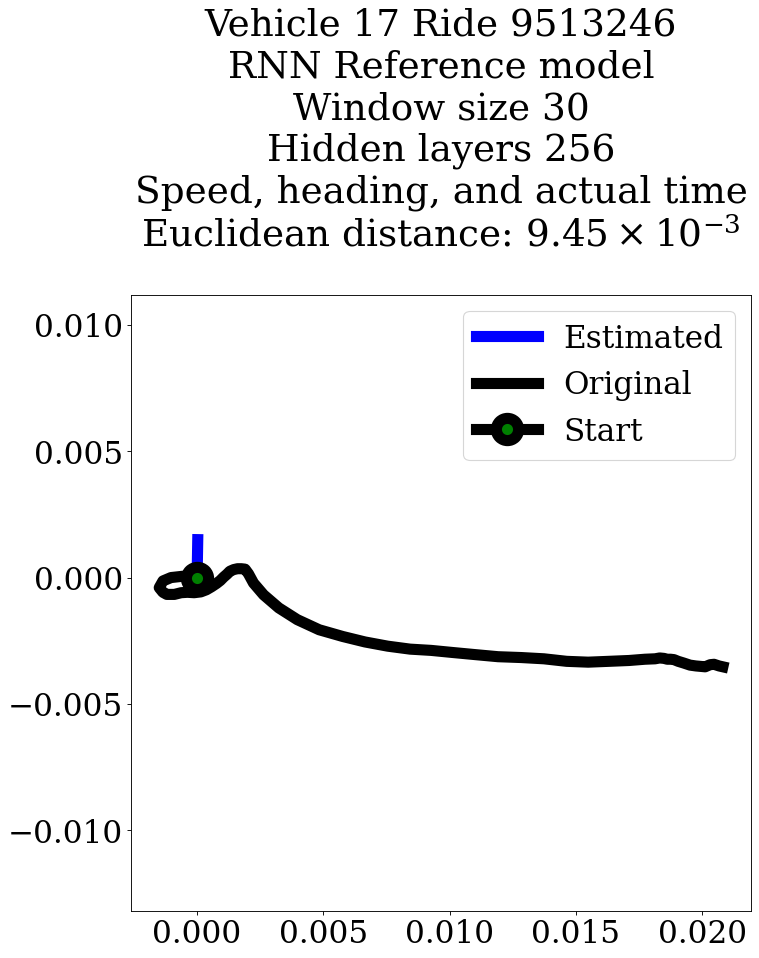 Vehicle 17 Ride 9513246
RNN Reference model
Window size 30
Hidden layers 256
Speed, heading, and actual time
Euclidean distance: 9.45 × 10⁻³
Estimated
Original
Start
0.010
0.005
0.000
−0.005
−0.010
0.000 0.005 0.010 0.015 0.020